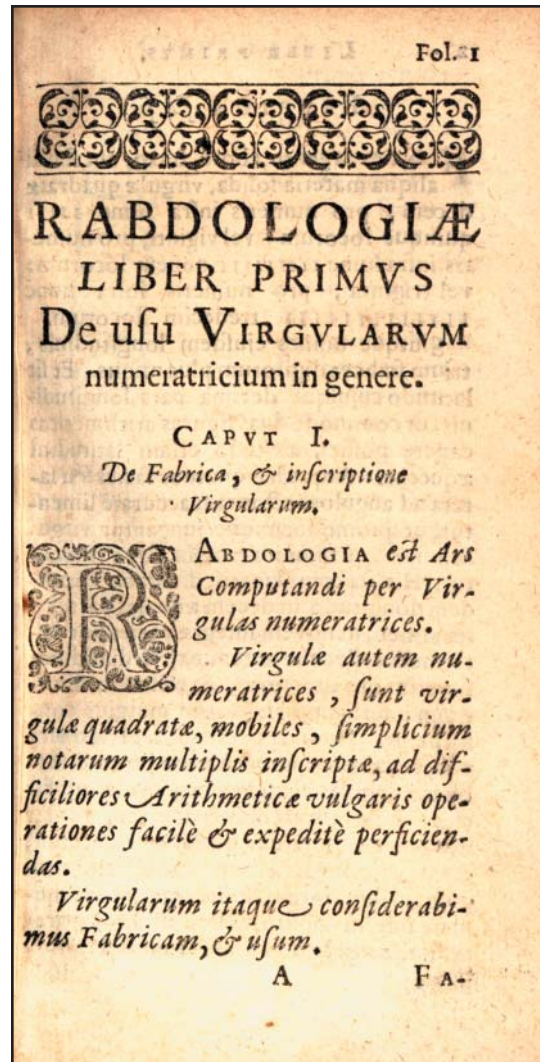 Fol. 1
RABDOLOGIÆ
LIBER PRIMVS
De uſu VIRGVLARVM
numeratricium in genere.
CAPVT I.
De Fabrica, & inſcriptione
Virgularum.
RABDOLOGIA eſt Ars
Computandi per Vir-
gulas numeratrices.
Virgulæ autem nu-
meratrices, ſunt vir-
gulæ quadratæ, mobiles, ſimplicium
notarum multiplis inſcriptæ, ad dif-
ficiliores Arithmeticæ vulgaris ope-
rationes facilè & expeditè perficien-
das.
Virgularum itaque conſiderabi-
mus Fabricam, & uſum.
A FA-